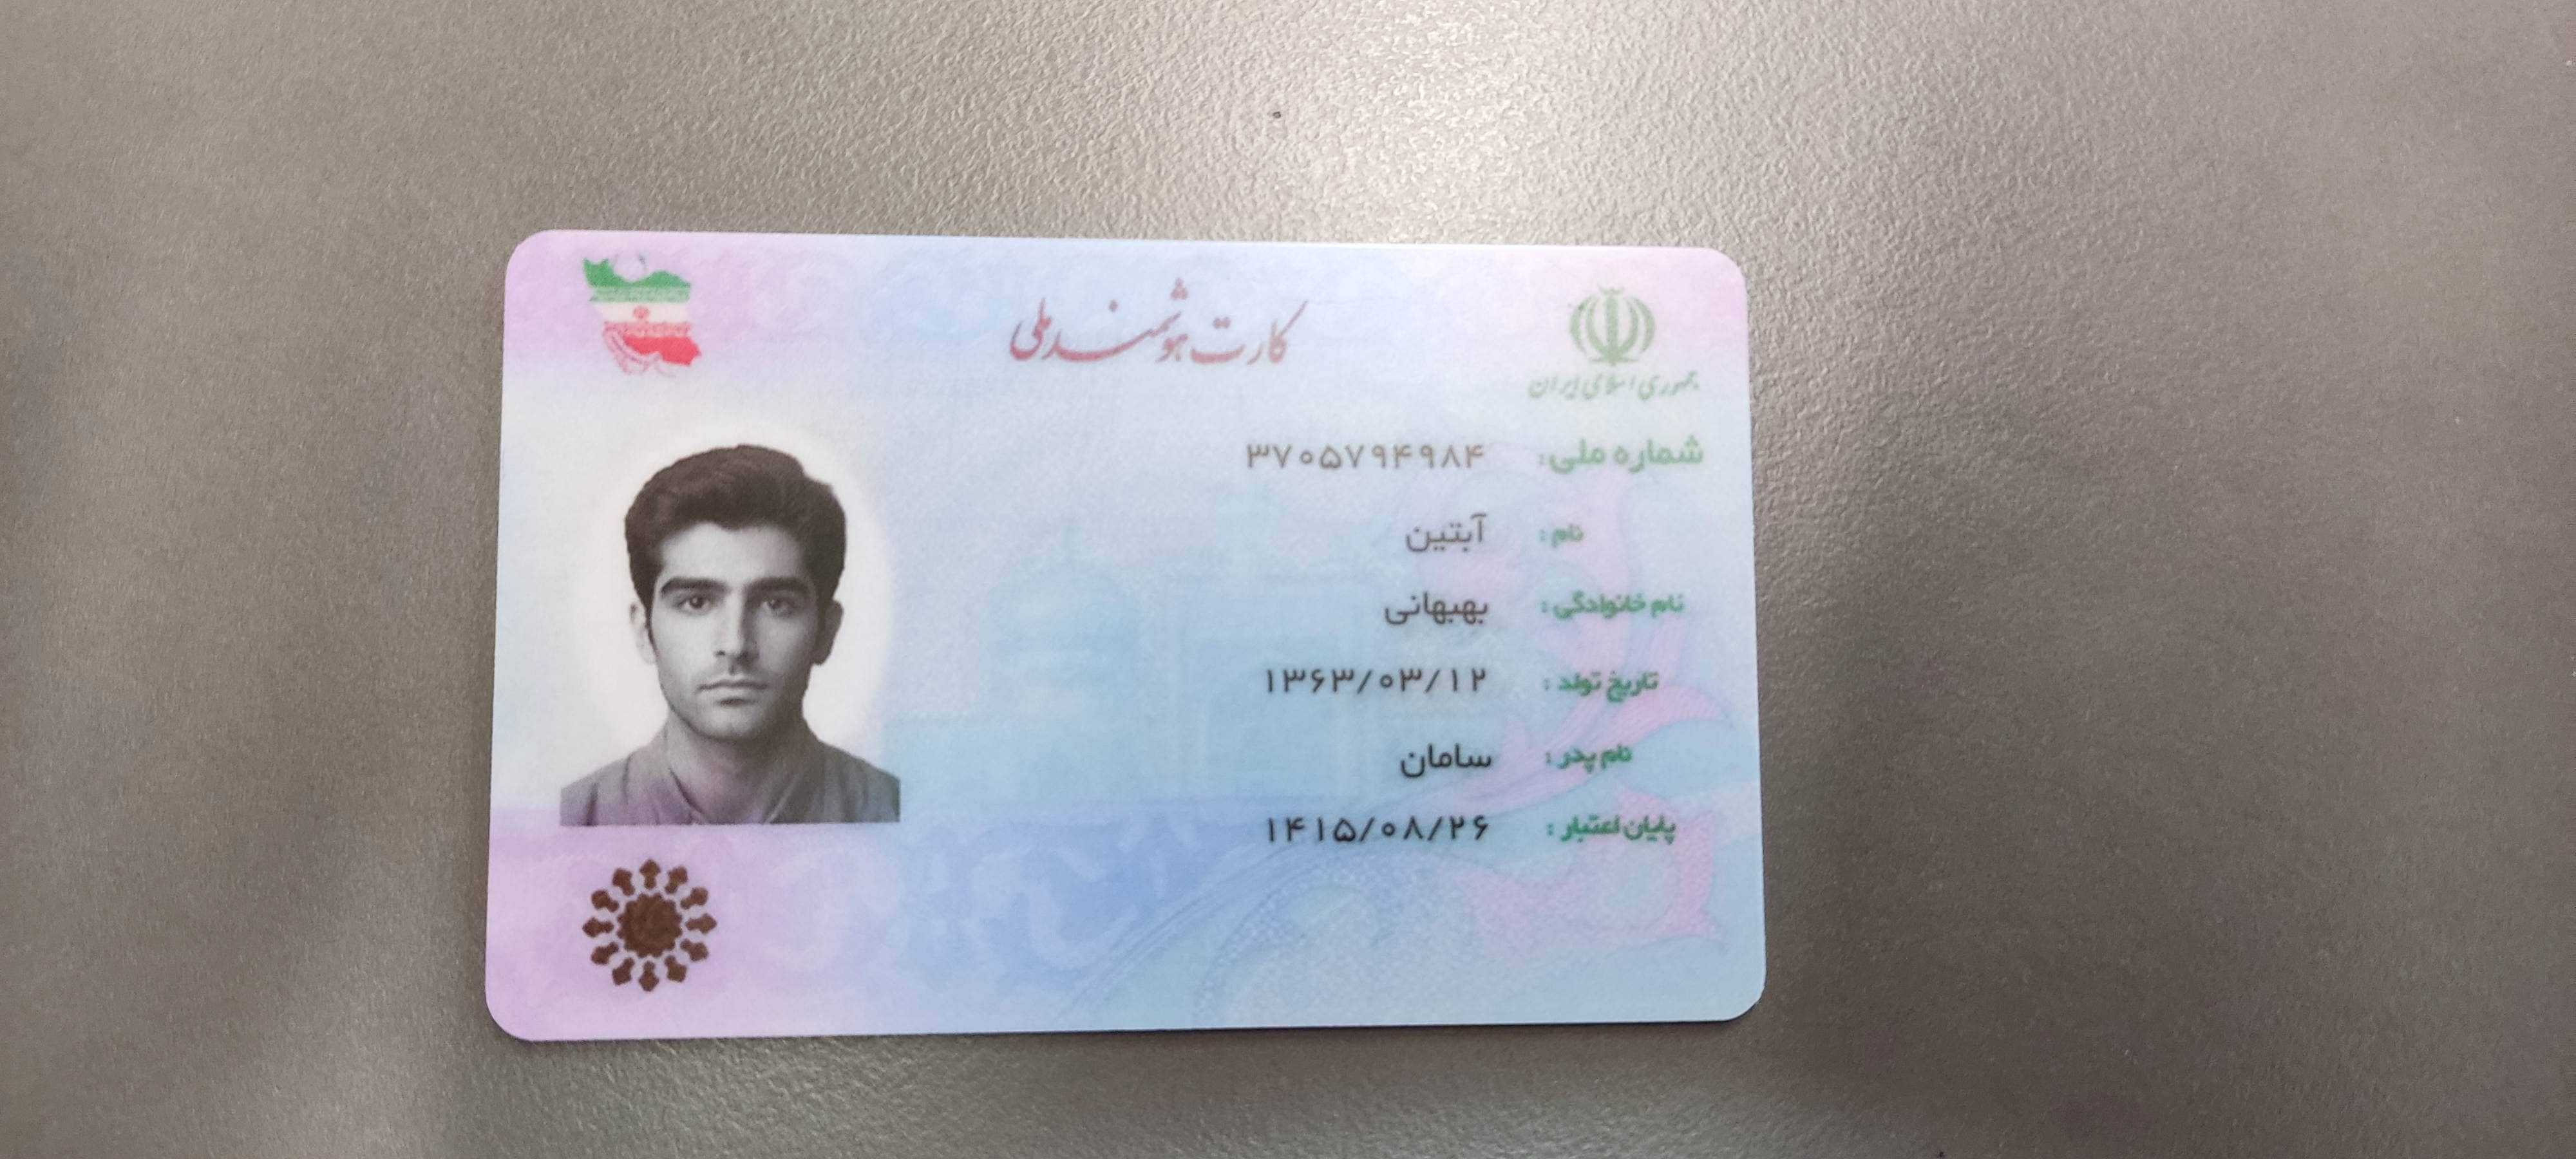 کارت هوشمند ملی
جمهوری اسلامی ایران
شماره ملی: ۳۷۰۵۷۹۴۹۸۴
نام: آبتین
نام خانوادگی: بهبهانی
تاریخ تولد: ۱۳۶۳/۰۳/۱۲
نام پدر: سامان
پایان اعتبار: ۱۴۱۵/۰۸/۲۶